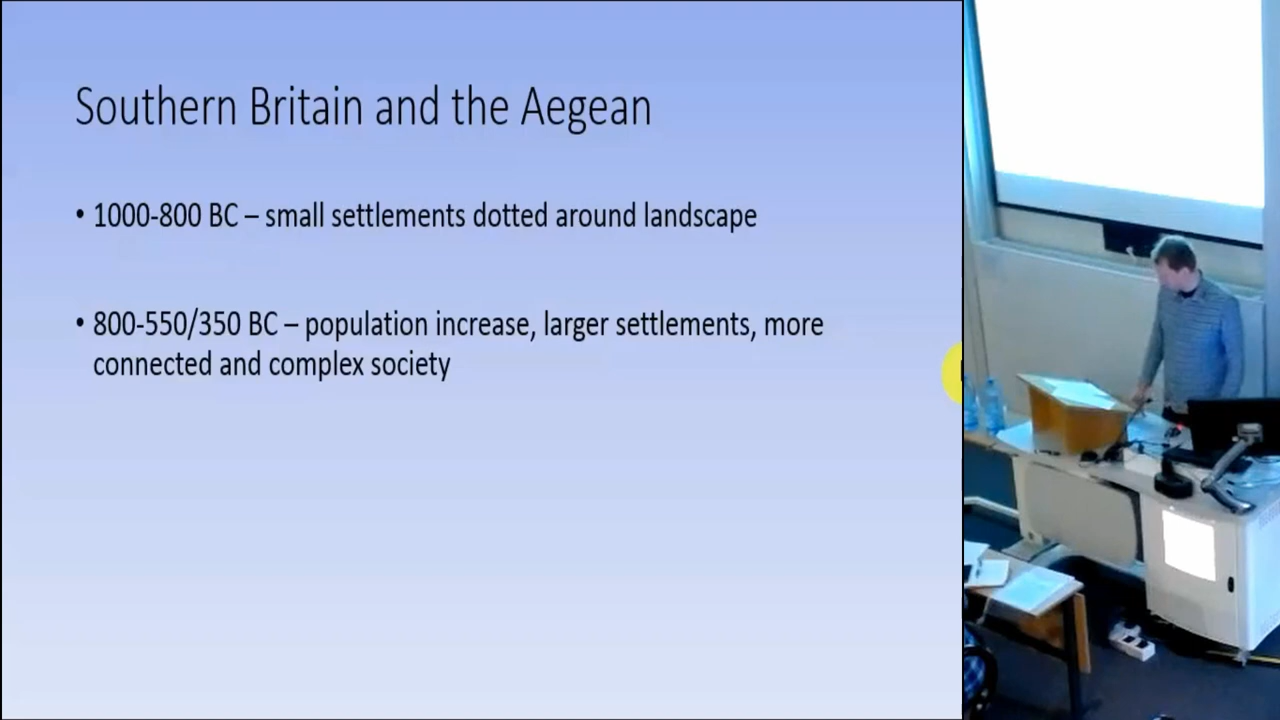 Southern Britain and the Aegean
• 1000-800 BC – small settlements dotted around landscape
• 800-550/350 BC – population increase, larger settlements, more
connected and complex society